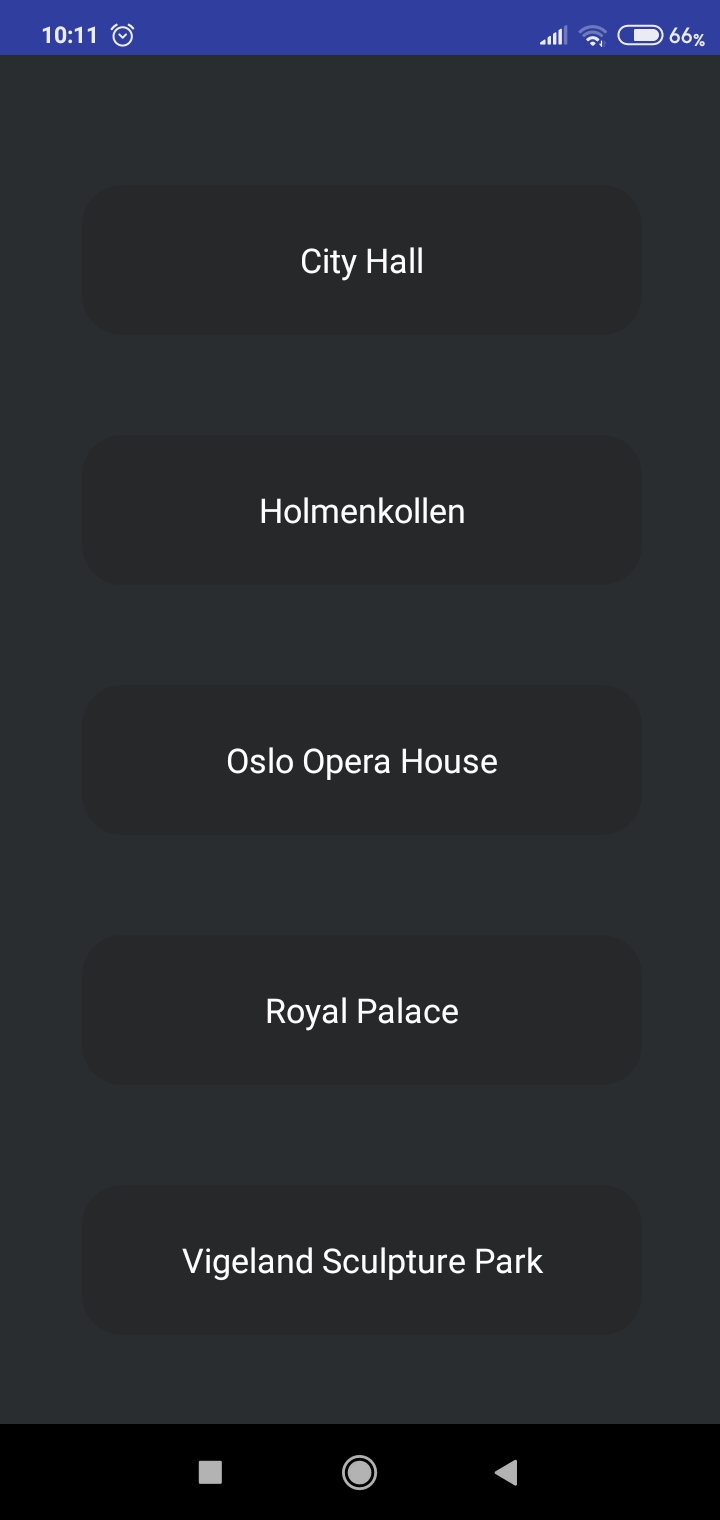 10:11 66%
City Hall
Holmenkollen
Oslo Opera House
Royal Palace
Vigeland Sculpture Park